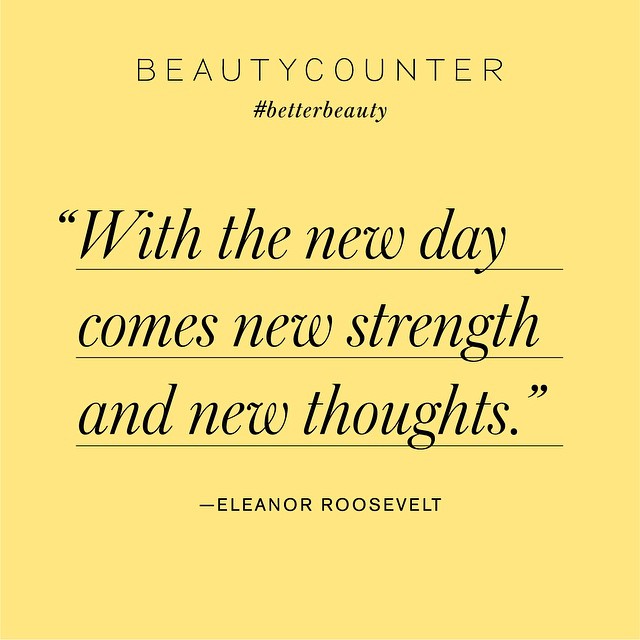 BEAUTYCOUNTER
#betterbeauty
“With the new day
comes new strength
and new thoughts.”
—ELEANOR ROOSEVELT